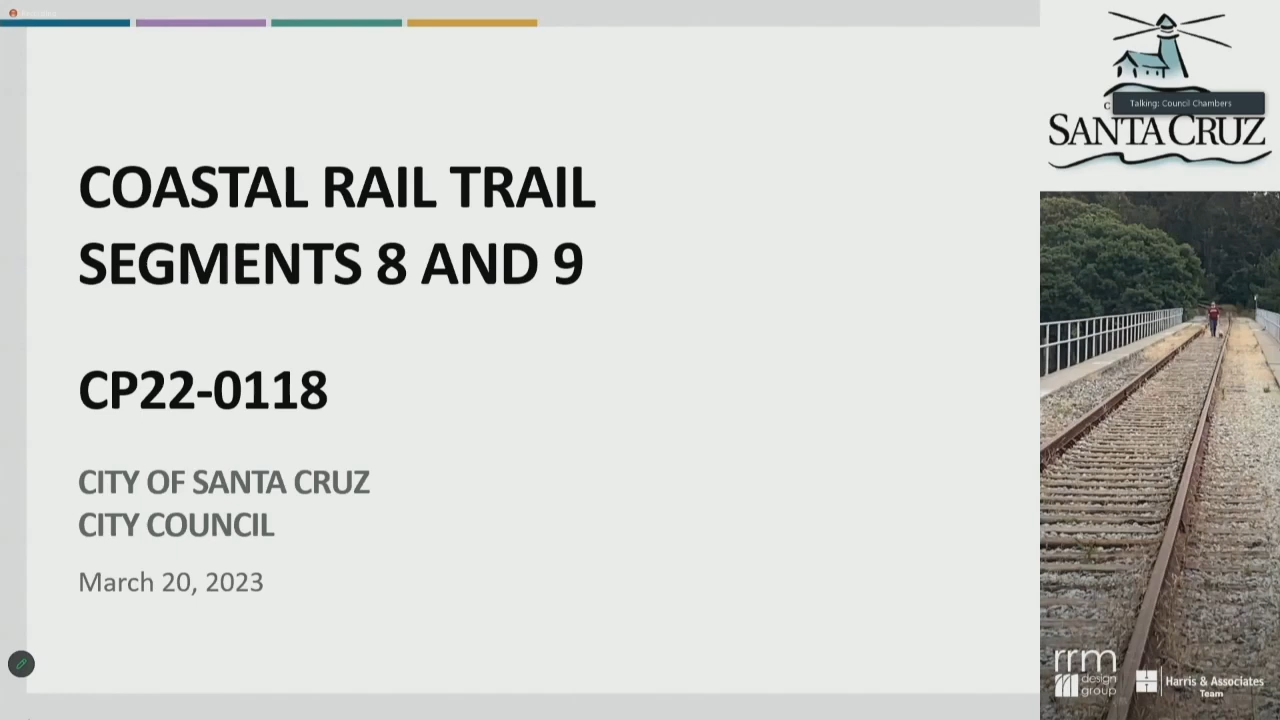 COASTAL RAIL TRAIL
SEGMENTS 8 AND 9
CP22-0118
CITY OF SANTA CRUZ
CITY COUNCIL
March 20, 2023
Talking: Council Chambers
SANTA CRUZ
rrm
design
group
Harris & Associates
Team